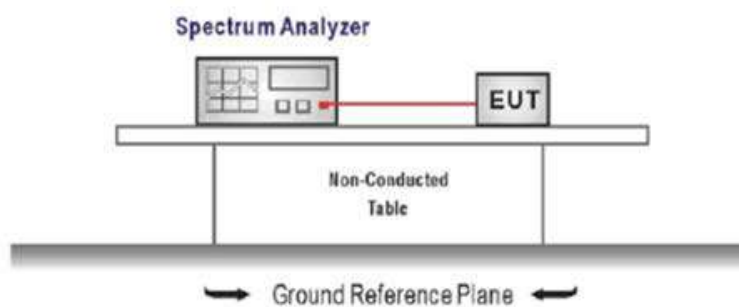 Spectrum Analyzer
EUT
Non-Conducted
Table
Ground Reference Plane